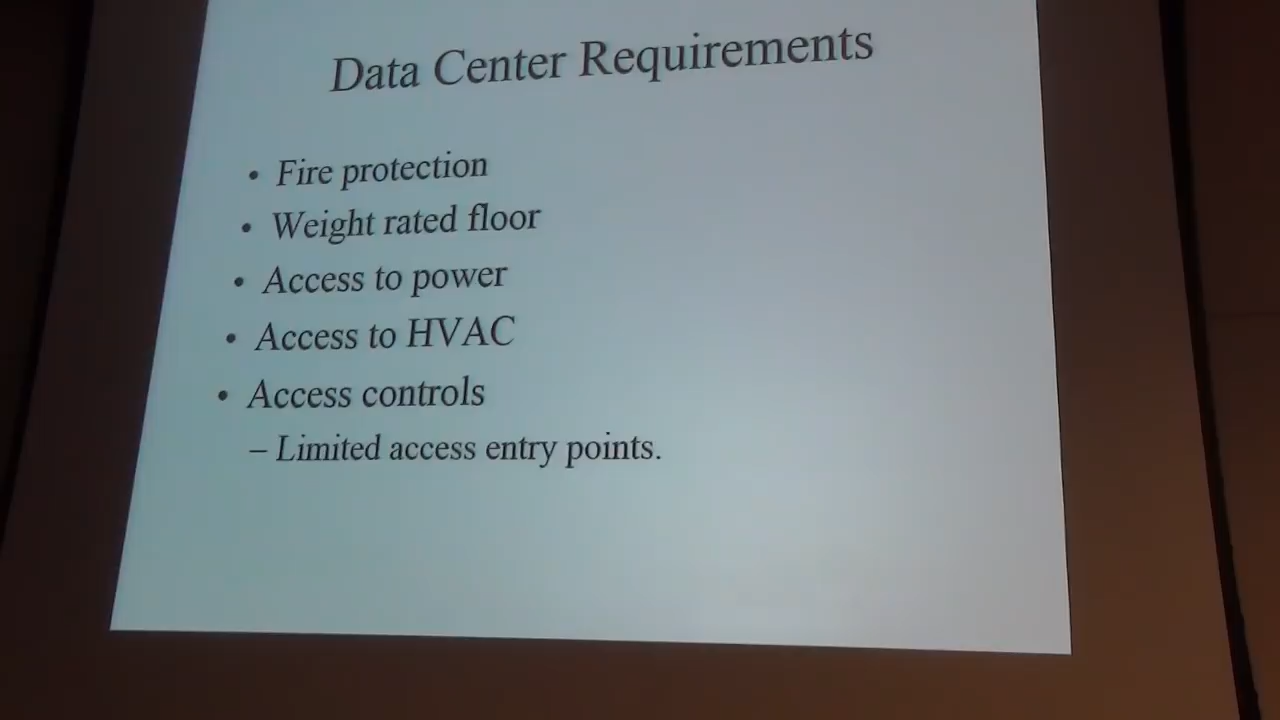 Data Center Requirements
• Fire protection
• Weight rated floor
• Access to power
• Access to HVAC
• Access controls
– Limited access entry points.